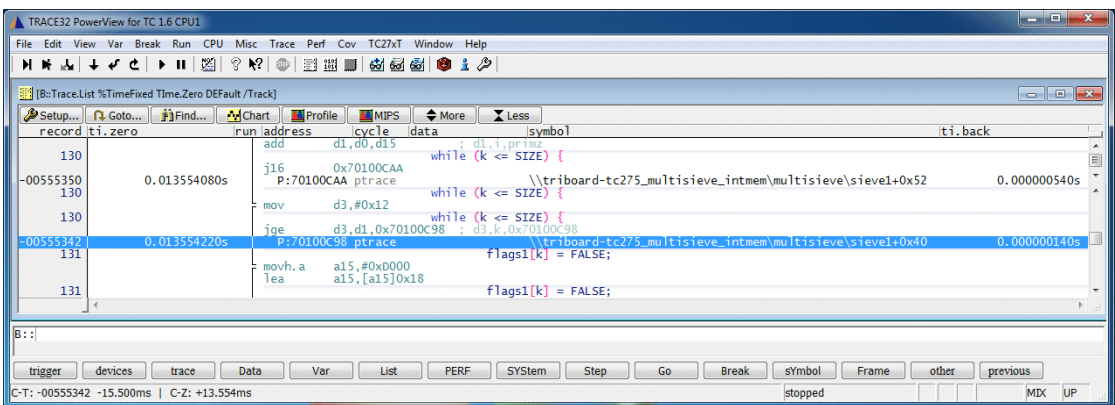 TRACE32 PowerView for TC 1.6 CPU1
File Edit View Var Break Run CPU Misc Trace Perf Cov TC27xT Window Help
[B::Trace.List %TimeFixed TIme.Zero DEFault /Track]
Setup... Goto... Find... Chart Profile MIPS More Less
record ti.zero run address cycle data symbol ti.back
add d1,d0,d15 ; d1,i,primz
130 while (k <= SIZE) {
j16 0x70100CAA
-00555350 0.013554080s P:70100CAA ptrace \\triboard-tc275_multisieve_intmem\multisieve\sieve1+0x52 0.000000540s
130 while (k <= SIZE) {
mov d3,#0x12
130 while (k <= SIZE) {
jge d3,d1,0x70100C98 ; d3,k,0x70100C98
-00555342 0.013554220s P:70100C98 ptrace \\triboard-tc275_multisieve_intmem\multisieve\sieve1+0x40 0.000000140s
131 flags1[k] = FALSE;
movh.a a15,#0xD000
lea a15,[a15]0x18
131 flags1[k] = FALSE;
B::
trigger devices trace Data Var List PERF SYStem Step Go Break sYmbol Frame other previous
C-T: -00555342 -15.500ms | C-Z: +13.554ms stopped MIX UP